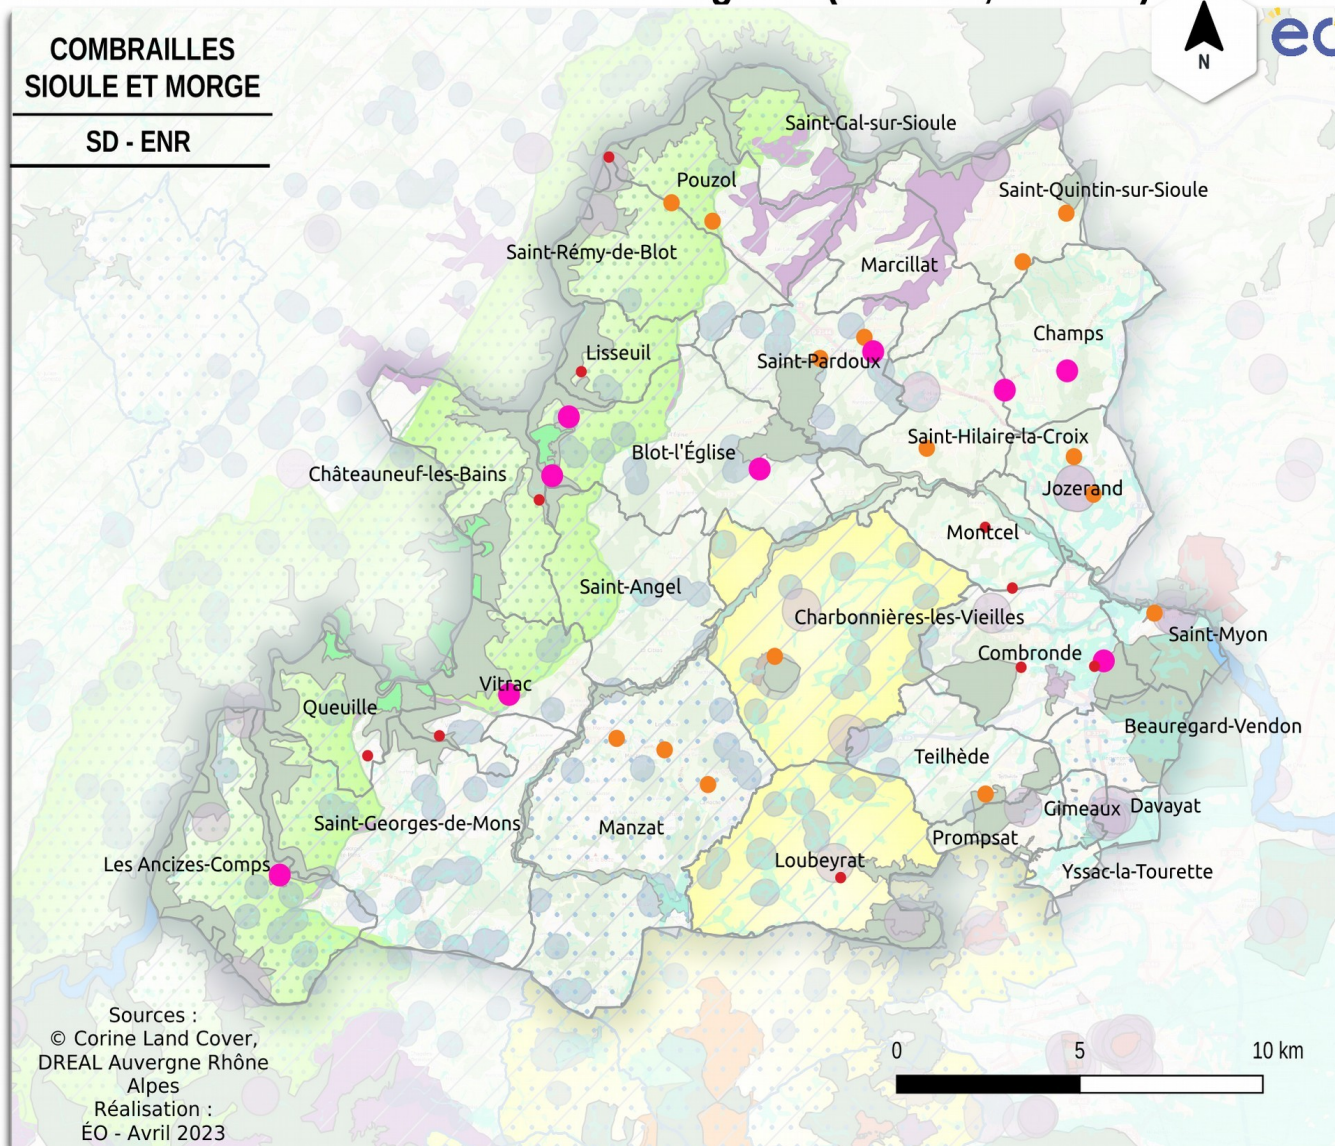 COMBRAILLES
SIOULE ET MORGE
SD - ENR
N
Saint-Gal-sur-Sioule
Pouzol
Saint-Quintin-sur-Sioule
Saint-Rémy-de-Blot
Marcillat
Champs
Lisseuil
Saint-Pardoux
Saint-Hilaire-la-Croix
Blot-l'Église
Châteauneuf-les-Bains
Jozerand
Montcel
Saint-Angel
Charbonnières-les-Vieilles
Saint-Myon
Combronde
Vitrac
Queuille
Beauregard-Vendon
Teilhède
Gimeaux
Davayat
Saint-Georges-de-Mons
Manzat
Prompsat
Loubeyrat
Les Ancizes-Comps
Yssac-la-Tourette
Sources :
© Corine Land Cover,
DREAL Auvergne Rhône
Alpes
Réalisation :
ÉO - Avril 2023
0 5 10 km